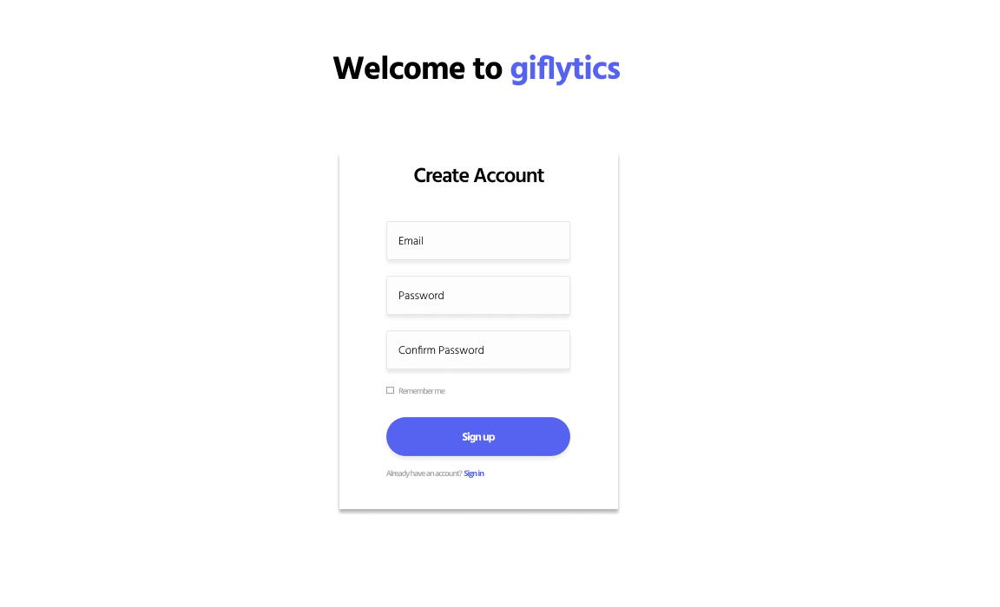 Welcome to giflytics
Create Account
Email
Password
Confirm Password
Remember me
Sign up
Already have an account? Sign in